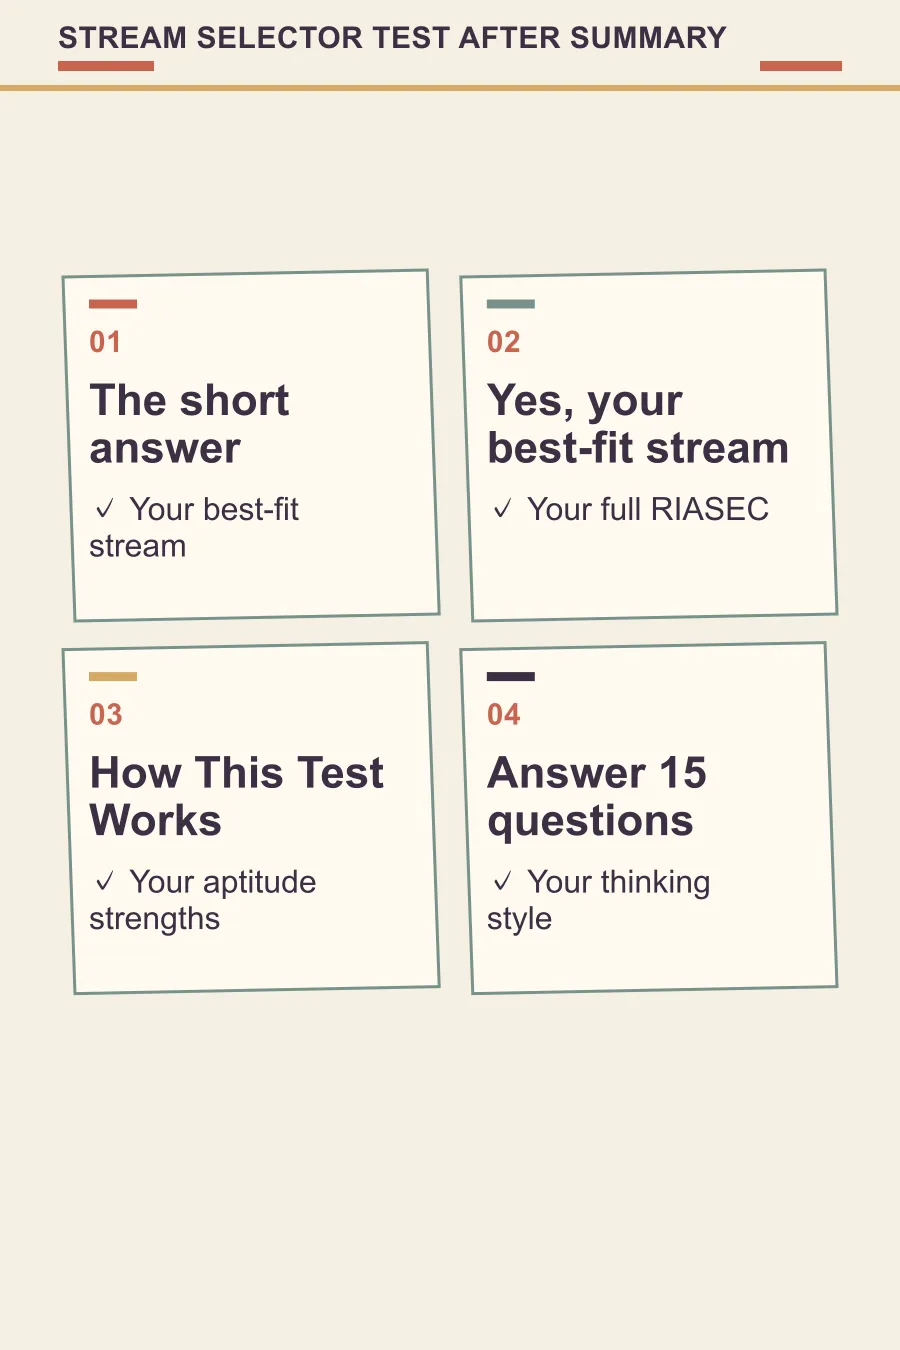 STREAM SELECTOR TEST AFTER SUMMARY
01
The short
answer
✓ Your best-fit
stream
02
Yes, your
best-fit stream
✓ Your full RIASEC
03
How This Test
Works
✓ Your aptitude
strengths
04
Answer 15
questions
✓ Your thinking
style